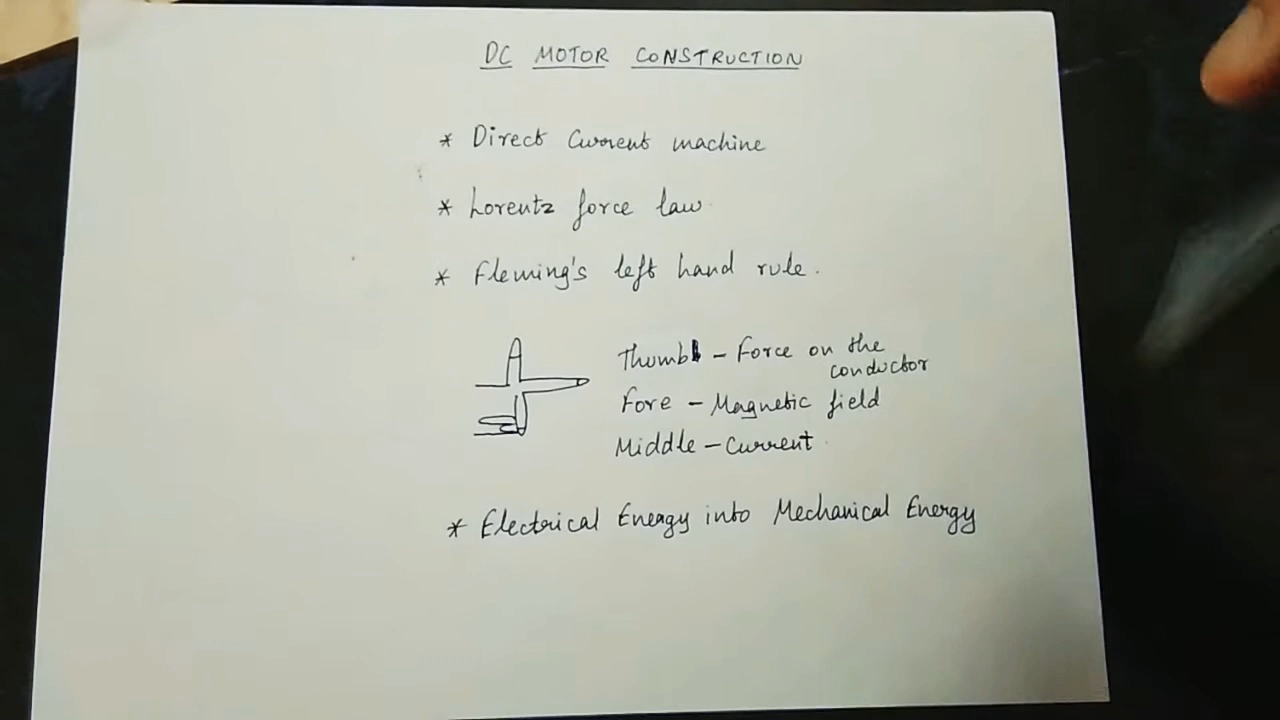 DC MOTOR CONSTRUCTION
* Direct Current machine
* Lorentz force law
* Fleming's left hand rule.
Thumb - Force on the
conductor
Fore - Magnetic field
Middle - Current
* Electrical Energy into Mechanical Energy